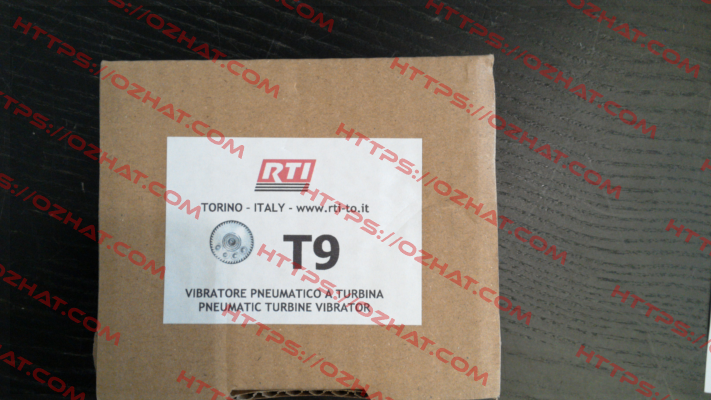 RTI
TORINO - ITALY - www.rti-to.it
T9
VIBRATORE PNEUMATICO A TURBINA
PNEUMATIC TURBINE VIBRATOR
HTTPS://OZHAT.COM